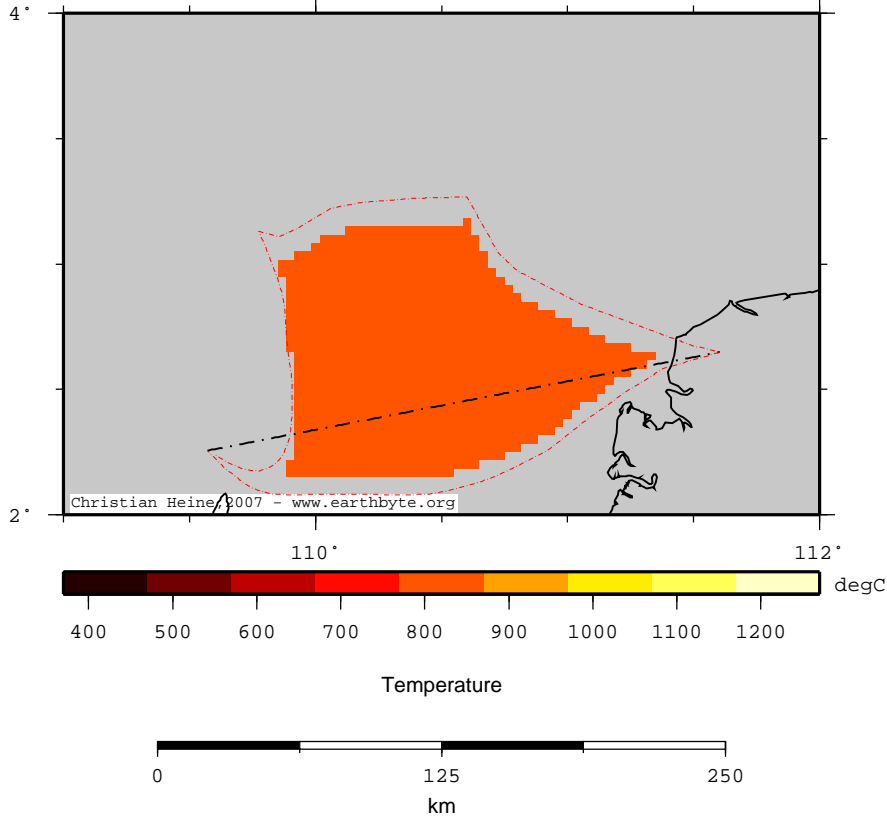 4°
2°
Christian Heine,2007 - www.earthbyte.org
110° 112°
degC
400 500 600 700 800 900 1000 1100 1200
Temperature
0 125 250
km